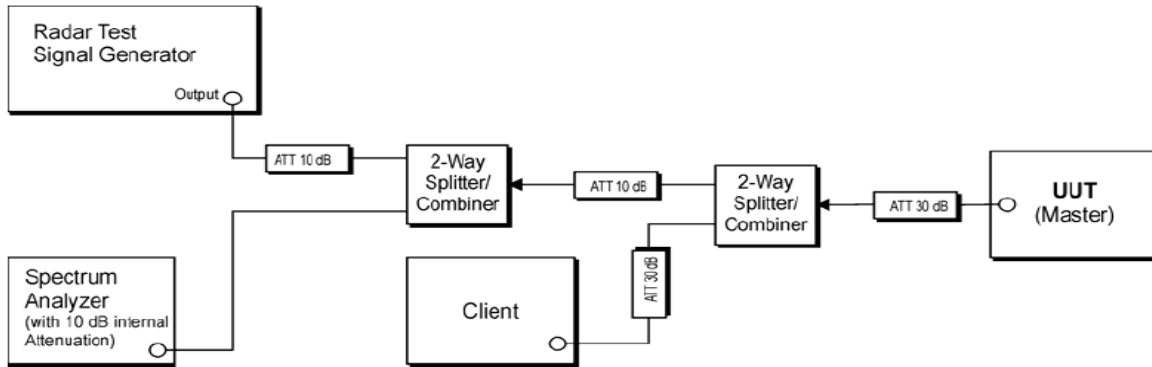 Radar Test
Signal Generator
Output
ATT 10 dB
2-Way
Splitter/
Combiner
ATT 10 dB
2-Way
Splitter/
Combiner
ATT 30 dB
UUT
(Master)
Spectrum
Analyzer
(with 10 dB internal
Attenuation)
Client
ATT 30 dB